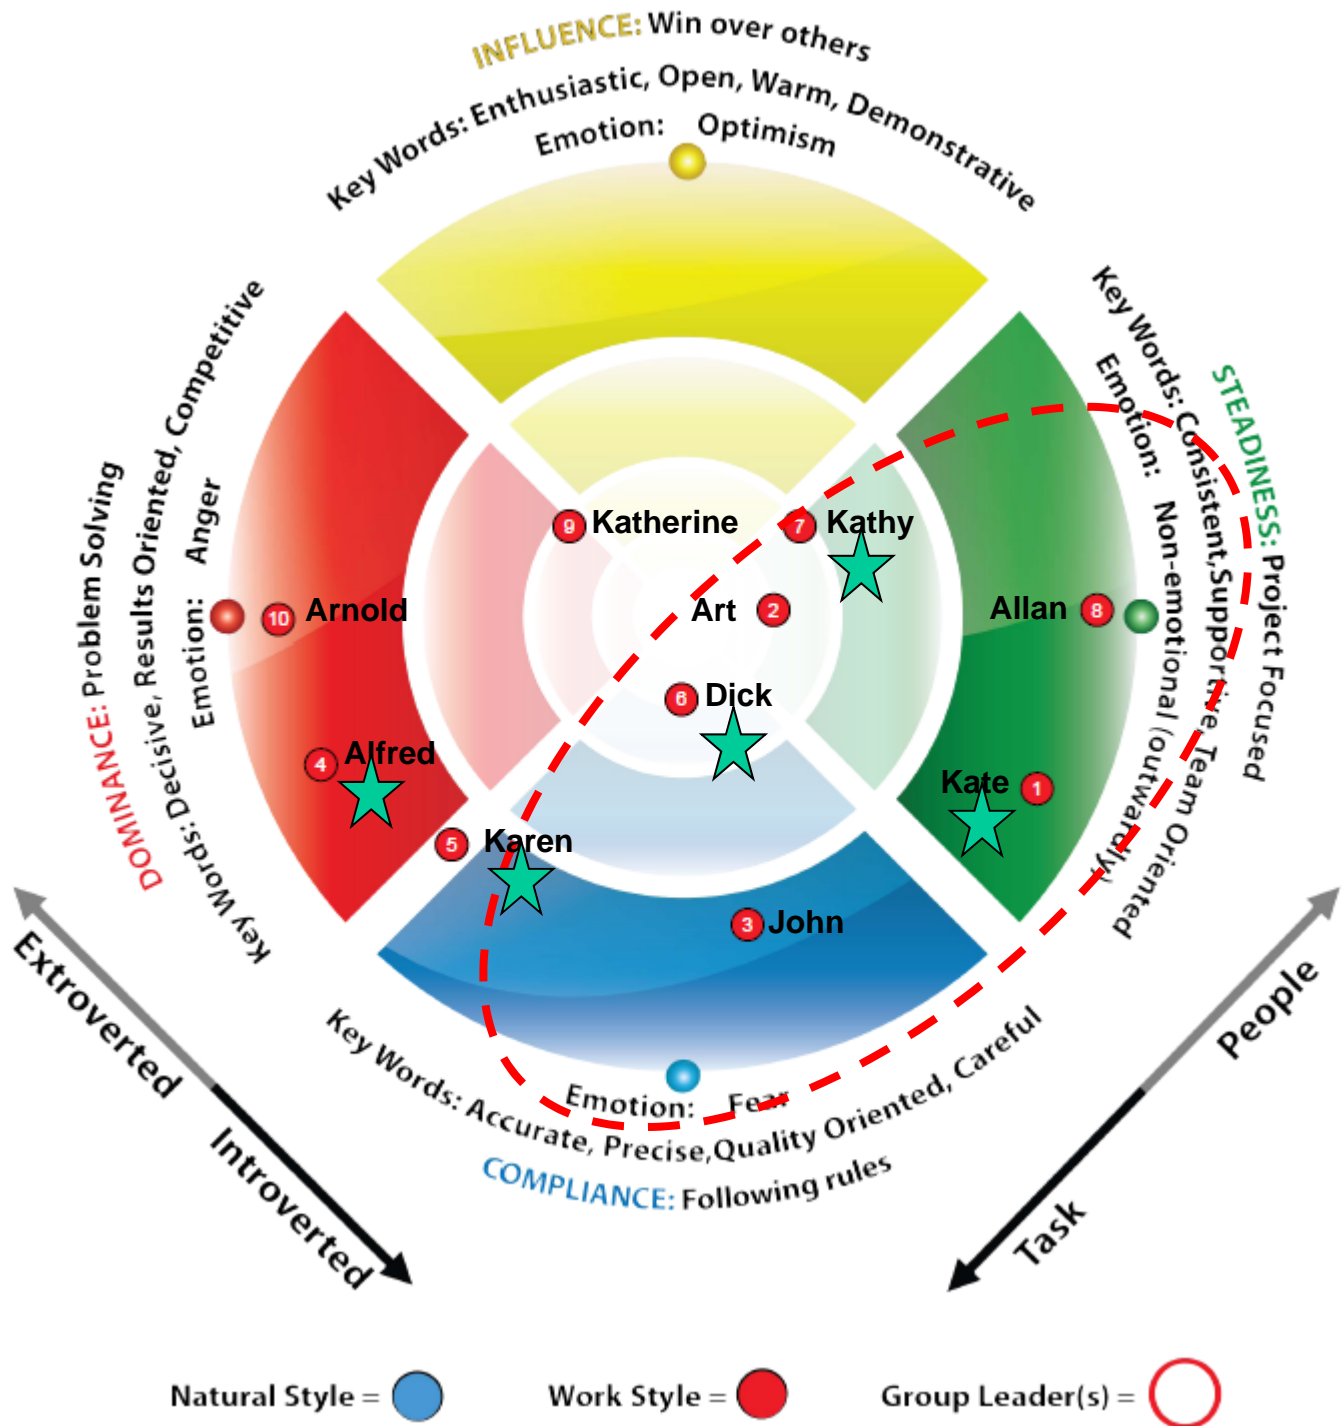 INFLUENCE: Win over others
Key Words: Enthusiastic, Open, Warm, Demonstrative
Emotion: Optimism
DOMINANCE: Problem Solving
Key Words: Decisive, Results Oriented, Competitive
Emotion: Anger
STEADINESS: Project Focused
Key Words: Consistent,Supportive, Team Oriented
Emotion: Non-emotional (outwardly)
9 Katherine
7 Kathy
10 Arnold
Art 2
Allan 8
6 Dick
4 Alfred
Kate 1
5 Karen
3 John
Emotion: Fear
Key Words: Accurate, Precise,Quality Oriented, Careful
COMPLIANCE: Following rules
Extroverted
Introverted
People
Task
Natural Style =
Work Style =
Group Leader(s) =